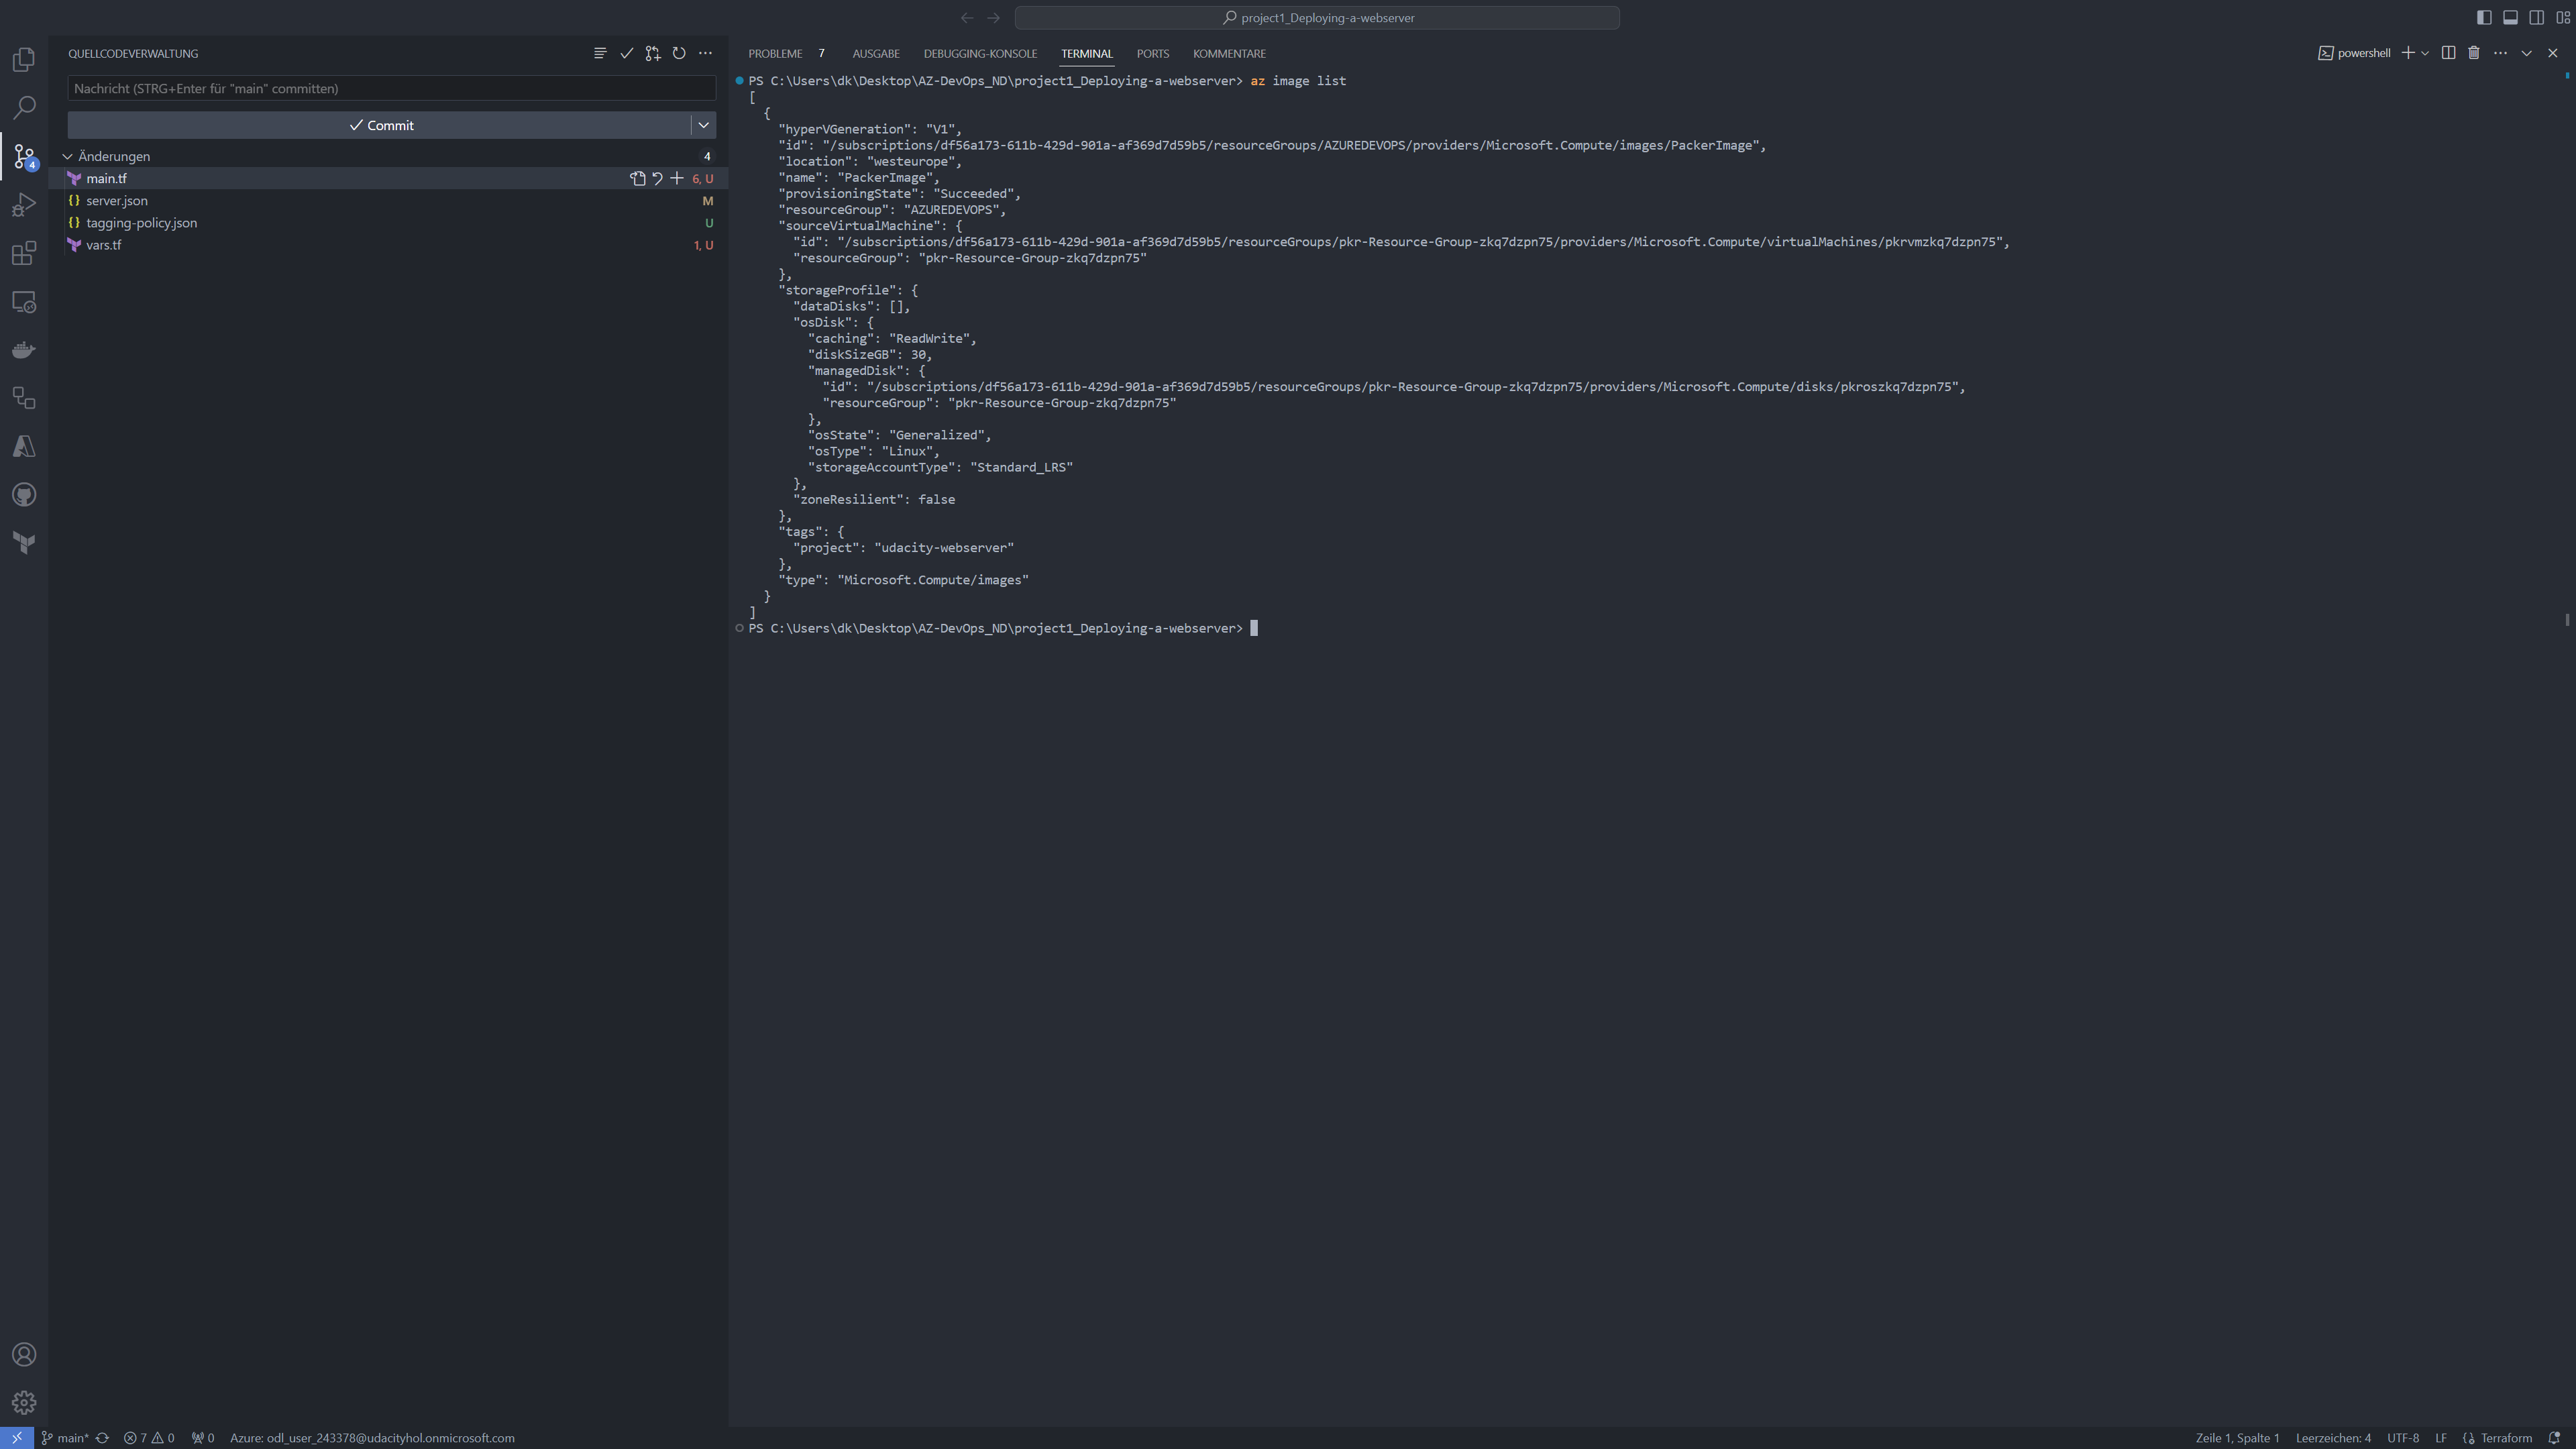 project1_Deploying-a-webserver
QUELLCODEVERWALTUNG
Nachricht (STRG+Enter für "main" committen)
Commit
Änderungen 4
main.tf 6, U
server.json M
tagging-policy.json U
vars.tf 1, U
4
PROBLEME 7 AUSGABE DEBUGGING-KONSOLE TERMINAL PORTS KOMMENTARE
powershell
PS C:\Users\dk\Desktop\AZ-DevOps_ND\project1_Deploying-a-webserver> az image list
[
  {
    "hyperVGeneration": "V1",
    "id": "/subscriptions/df56a173-611b-429d-901a-af369d7d59b5/resourceGroups/AZUREDEVOPS/providers/Microsoft.Compute/images/PackerImage",
    "location": "westeurope",
    "name": "PackerImage",
    "provisioningState": "Succeeded",
    "resourceGroup": "AZUREDEVOPS",
    "sourceVirtualMachine": {
      "id": "/subscriptions/df56a173-611b-429d-901a-af369d7d59b5/resourceGroups/pkr-Resource-Group-zkq7dzpn75/providers/Microsoft.Compute/virtualMachines/pkrvmzkq7dzpn75",
      "resourceGroup": "pkr-Resource-Group-zkq7dzpn75"
    },
    "storageProfile": {
      "dataDisks": [],
      "osDisk": {
        "caching": "ReadWrite",
        "diskSizeGB": 30,
        "managedDisk": {
          "id": "/subscriptions/df56a173-611b-429d-901a-af369d7d59b5/resourceGroups/pkr-Resource-Group-zkq7dzpn75/providers/Microsoft.Compute/disks/pkroszkq7dzpn75",
          "resourceGroup": "pkr-Resource-Group-zkq7dzpn75"
        },
        "osState": "Generalized",
        "osType": "Linux",
        "storageAccountType": "Standard_LRS"
      },
      "zoneResilient": false
    },
    "tags": {
      "project": "udacity-webserver"
    },
    "type": "Microsoft.Compute/images"
  }
]
PS C:\Users\dk\Desktop\AZ-DevOps_ND\project1_Deploying-a-webserver>
main* 7 0 0 Azure: odl_user_243378@udacityhol.onmicrosoft.com Zeile 1, Spalte 1 Leerzeichen: 4 UTF-8 LF Terraform